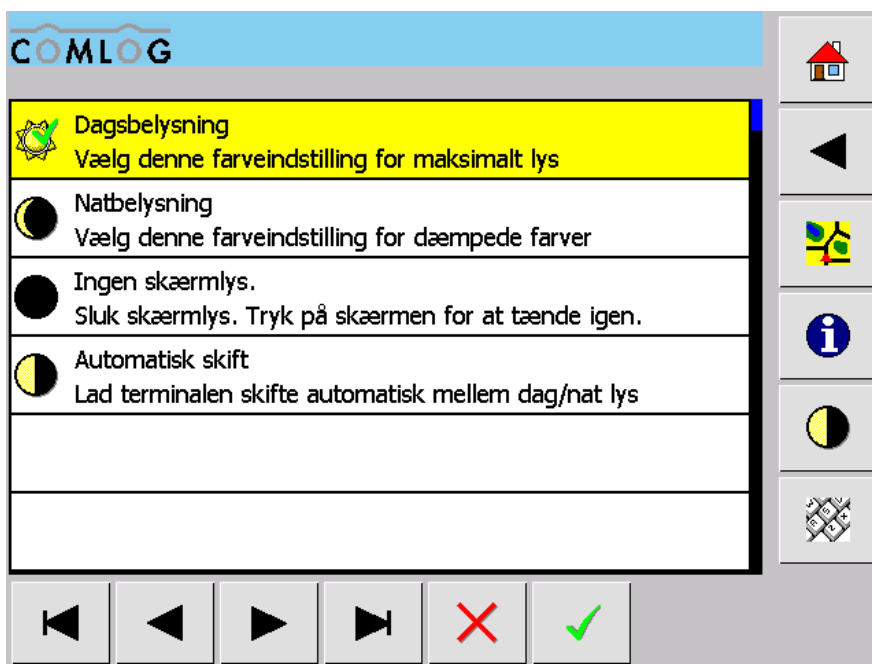 COMLOG
Dagsbelysning
Vælg denne farveindstilling for maksimalt lys
Natbelysning
Vælg denne farveindstilling for dæmpede farver
Ingen skærmlys.
Sluk skærmlys. Tryk på skærmen for at tænde igen.
Automatisk skift
Lad terminalen skifte automatisk mellem dag/nat lys